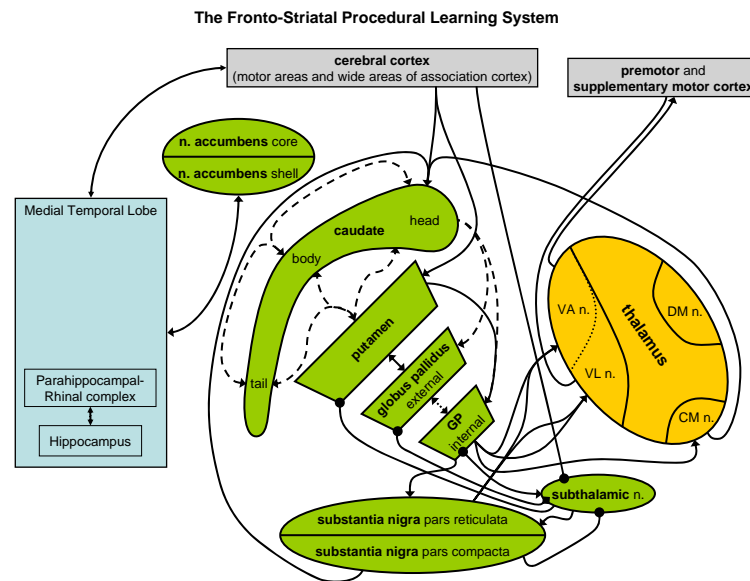 The Fronto-Striatal Procedural Learning System
cerebral cortex
(motor areas and wide areas of association cortex)
premotor and
supplementary motor cortex
n. accumbens core
n. accumbens shell
Medial Temporal Lobe
head
caudate
body
tail
putamen
globus pallidus
external
GP
internal
VA n.
thalamus
DM n.
VL n.
CM n.
Parahippocampal-
Rhinal complex
Hippocampus
subthalamic n.
substantia nigra pars reticulata
substantia nigra pars compacta